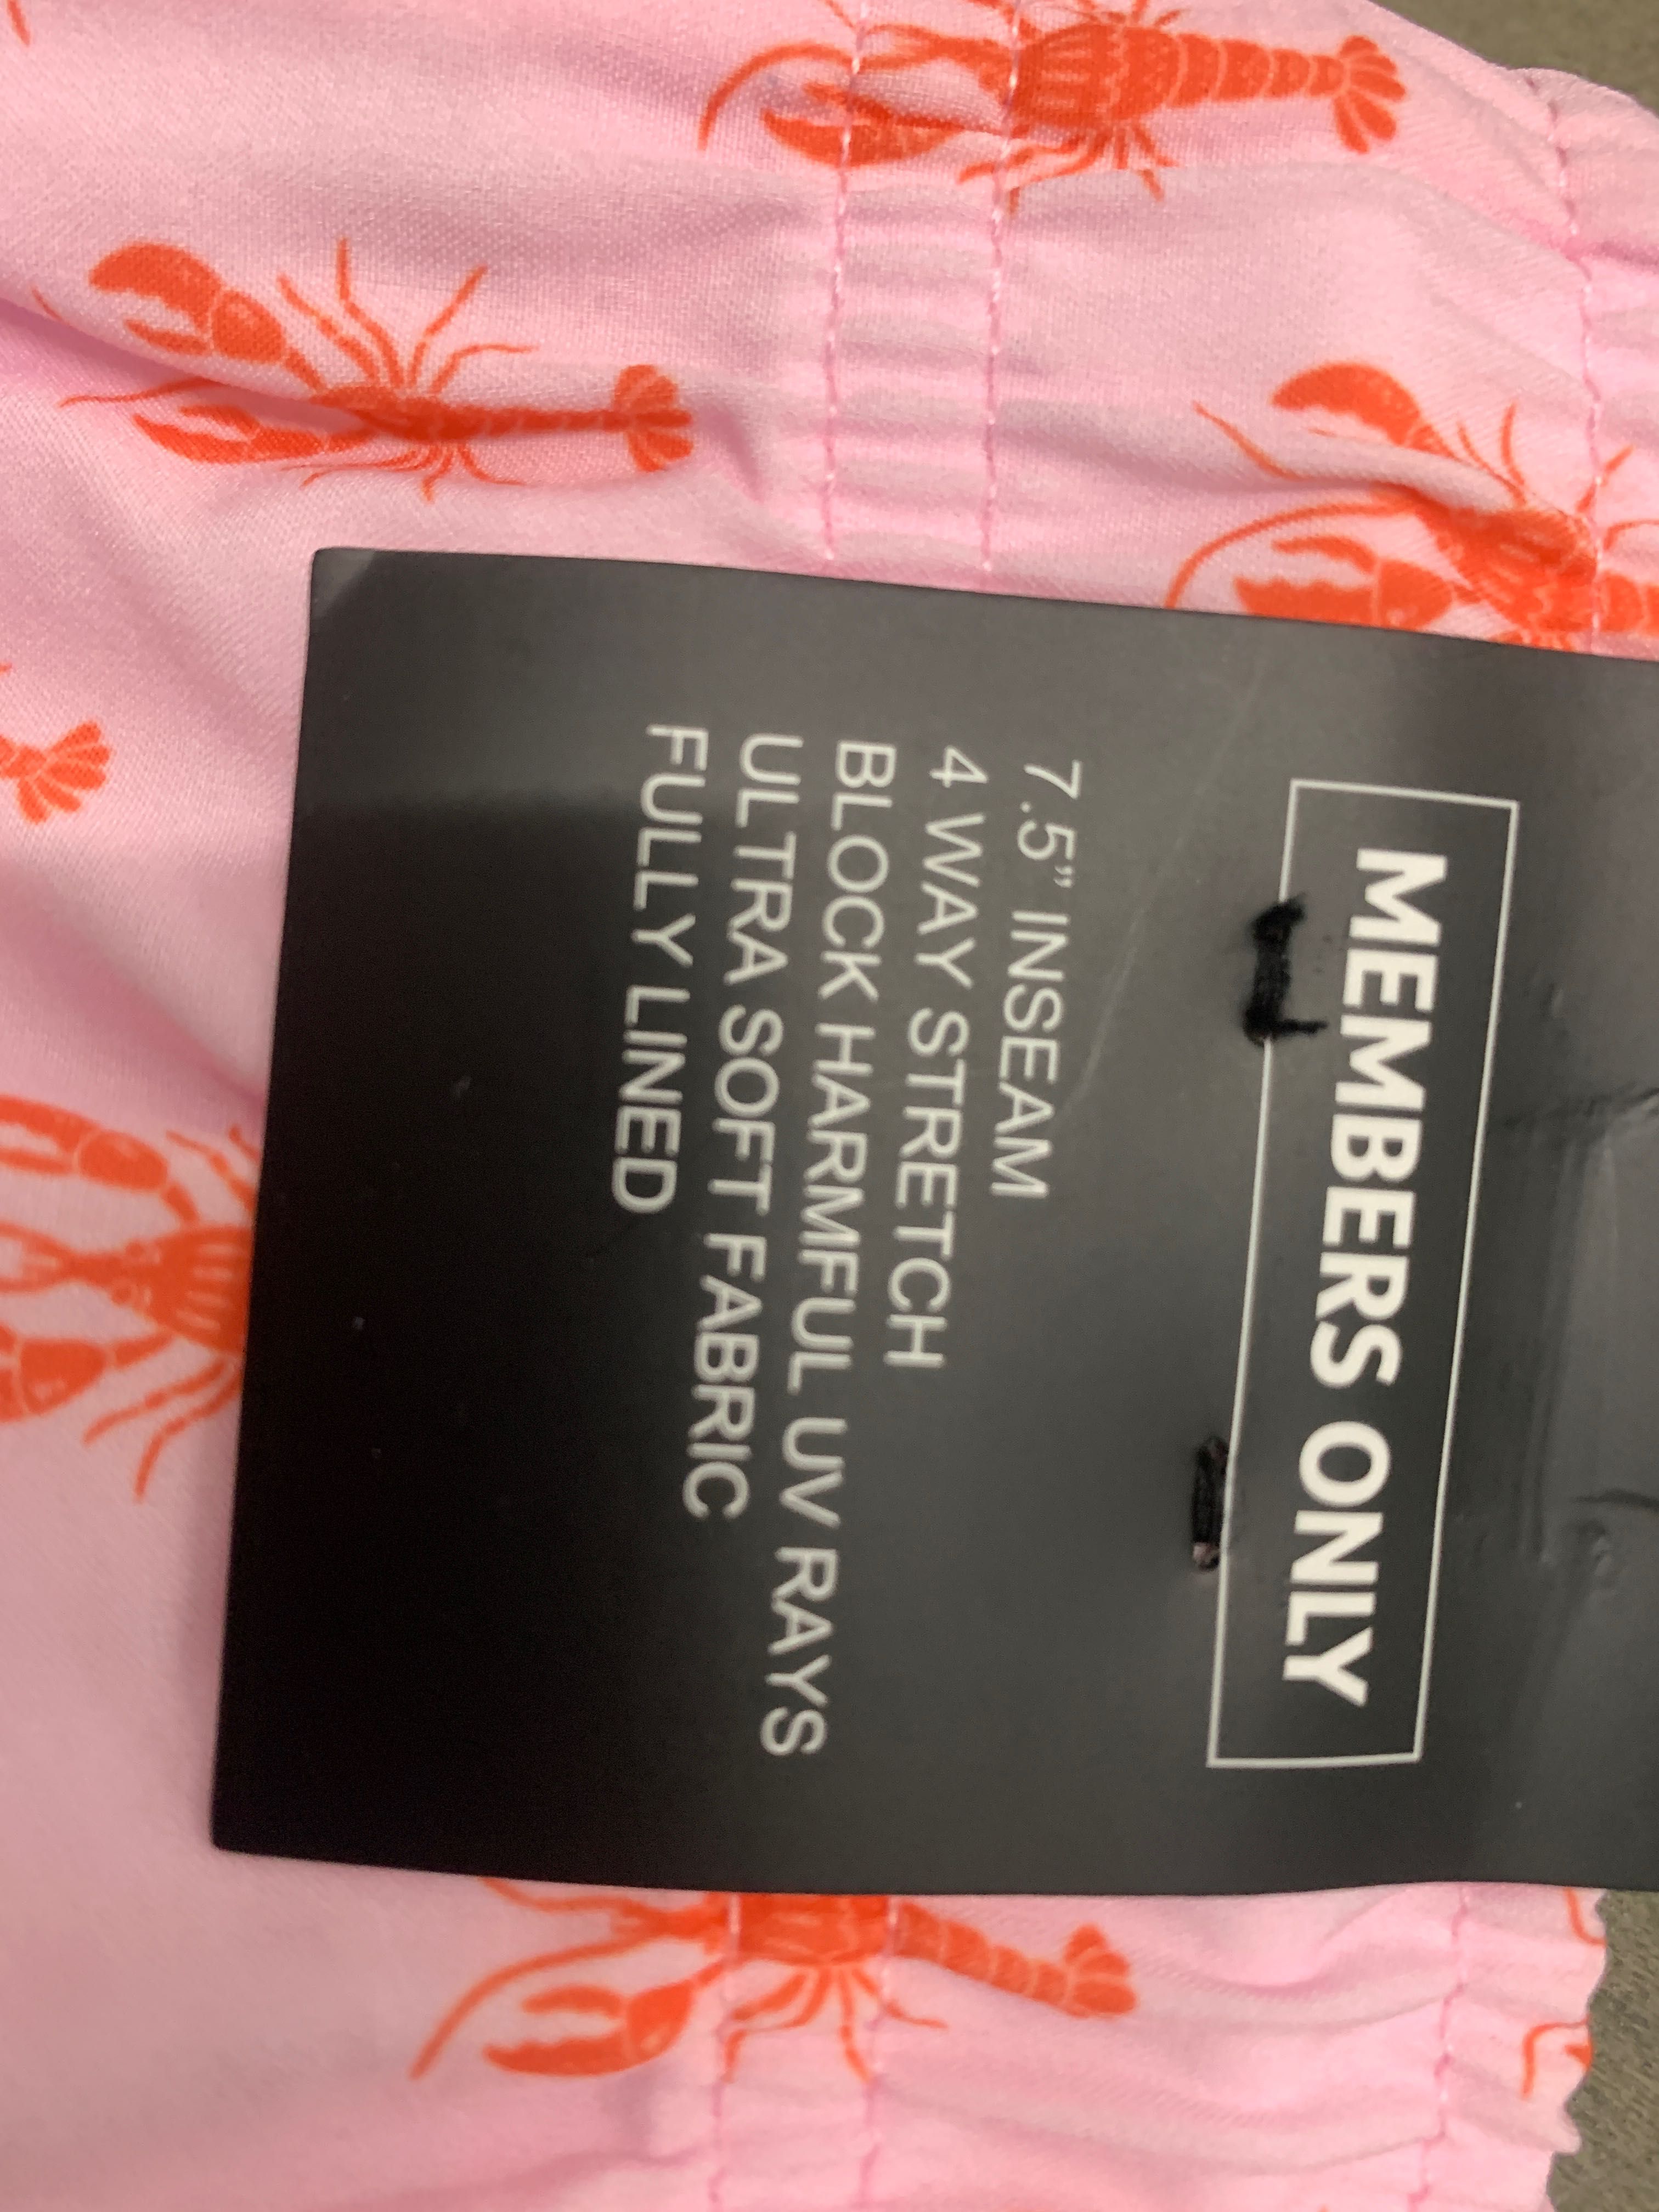 MEMBERS ONLY
7.5” INSEAM
4 WAY STRETCH
BLOCK HARMFUL UV RAYS
ULTRA SOFT FABRIC
FULLY LINED